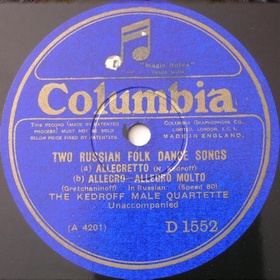 "Magic Notes"
TRADE MARK
THIS RECORD (MADE IN PATENTED
PROCESS) MUST NOT BE SOLD
BELOW PRICE FIXED BY PATENTEES.
COLUMBIA GRAPHOPHONE CO.
LIMITED, LONDON, E.C.1.
MADE IN ENGLAND.
Columbia
TWO RUSSIAN FOLK DANCE SONGS
(a) ALLEGRETTO (N. Kedroff)
(b) ALLEGRO—ALLEGRO MOLTO
(Gretchaninoff) In Russian (Speed 80)
THE KEDROFF MALE QUARTETTE
Unaccompanied
(A 4201)
D 1552